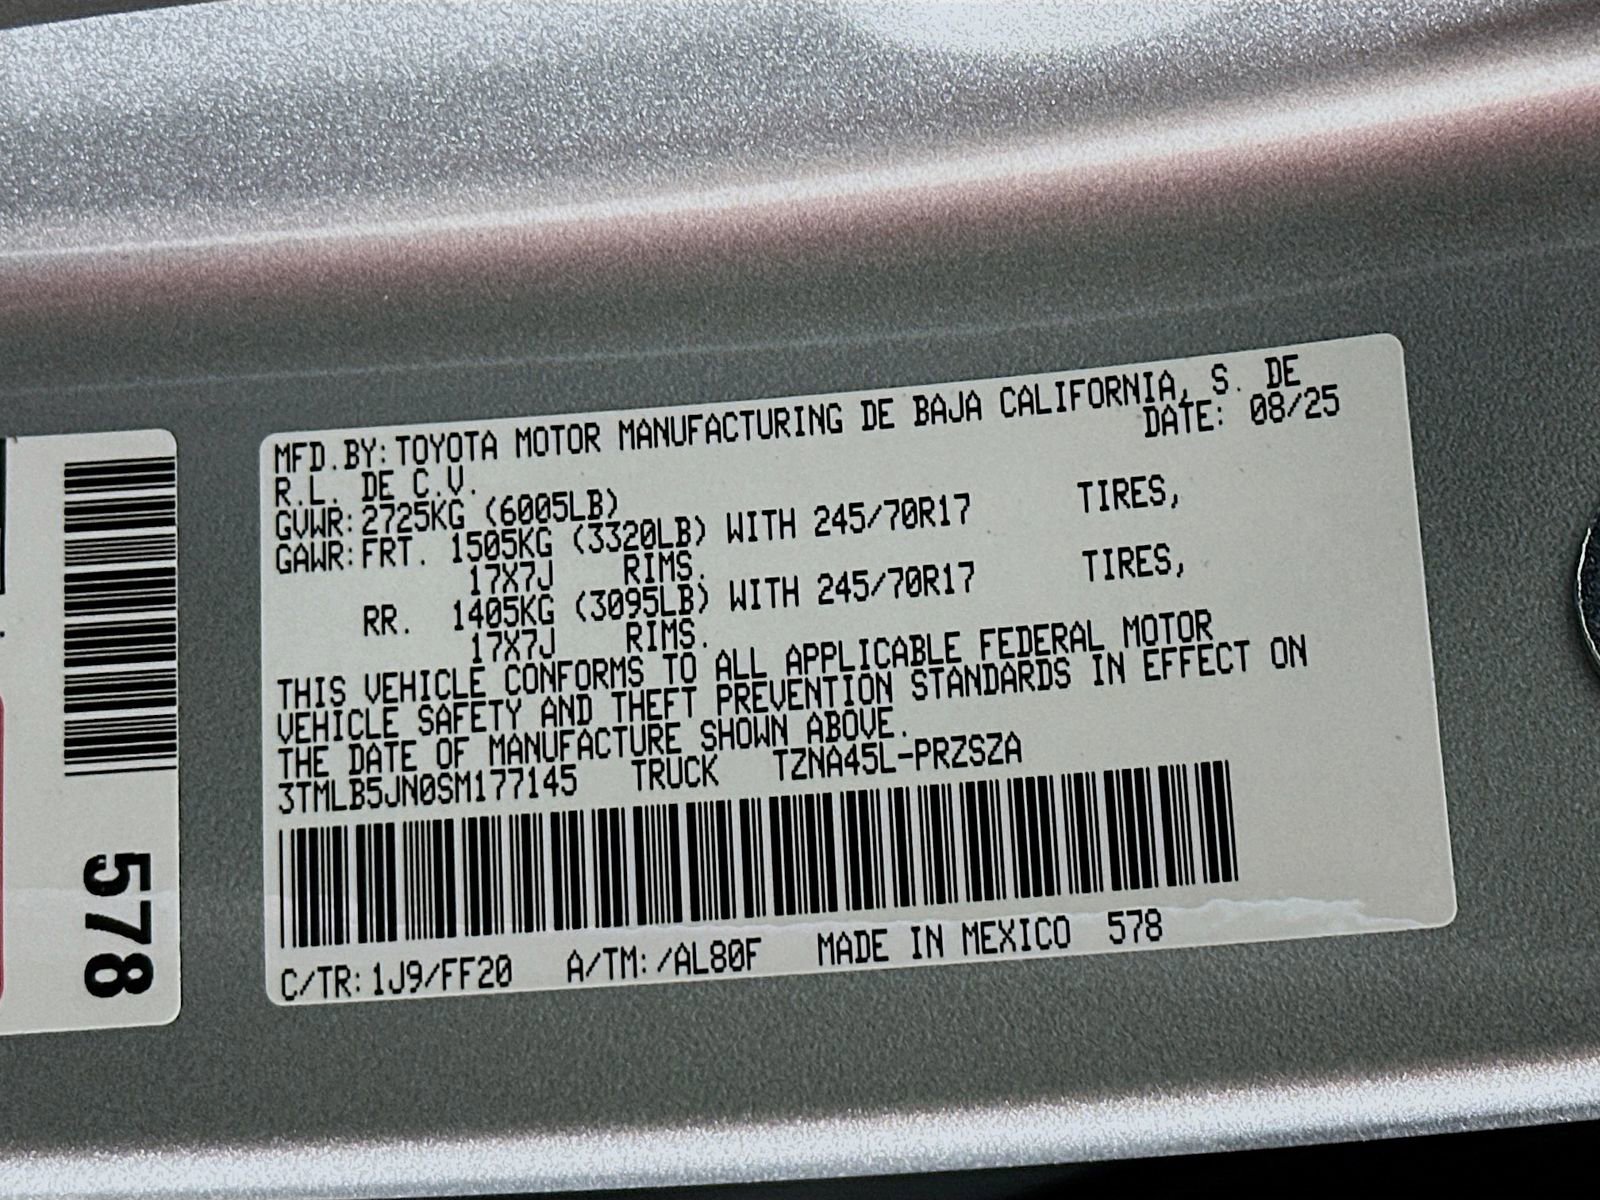 MFD.BY:TOYOTA MOTOR MANUFACTURING DE BAJA CALIFORNIA, S. DE
R.L. DE C.V. DATE: 08/25
GVWR:2725KG (6005LB)
GAWR:FRT. 1505KG (3320LB) WITH 245/70R17 TIRES,
17X7J RIMS.
RR. 1405KG (3095LB) WITH 245/70R17 TIRES,
17X7J RIMS.
THIS VEHICLE CONFORMS TO ALL APPLICABLE FEDERAL MOTOR
VEHICLE SAFETY AND THEFT PREVENTION STANDARDS IN EFFECT ON
THE DATE OF MANUFACTURE SHOWN ABOVE.
3TMLB5JN0SM177145 TRUCK TZNA45L-PRZSZA
C/TR:1J9/FF20 A/TM:/AL80F MADE IN MEXICO 578
578